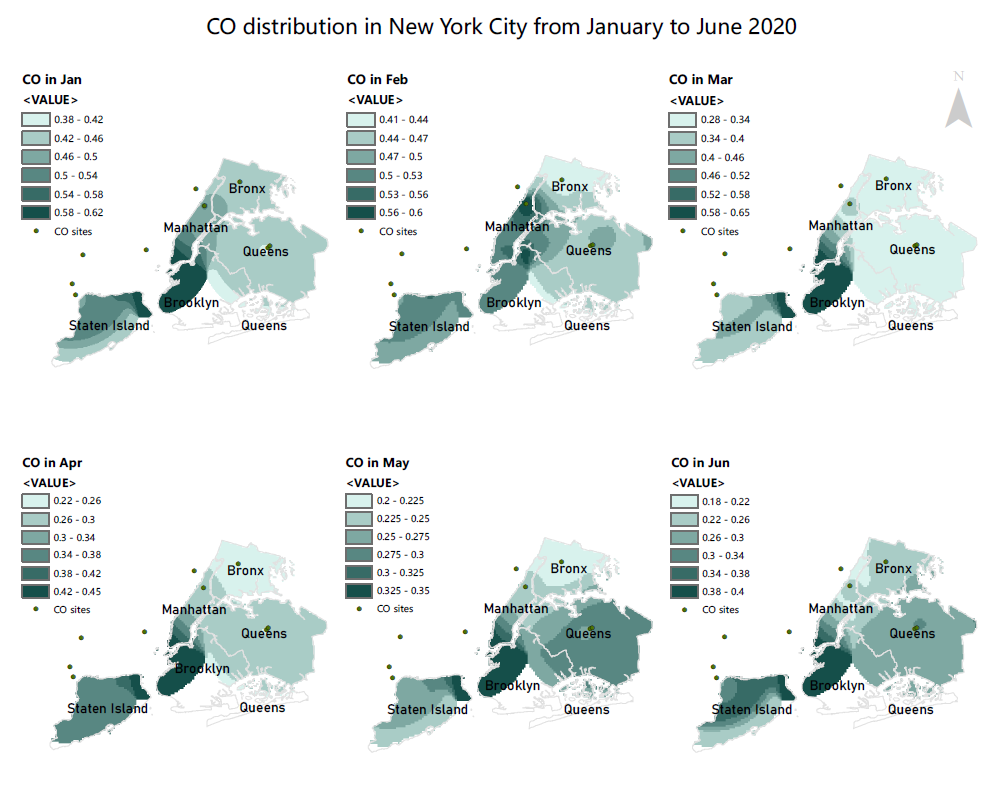 CO distribution in New York City from January to June 2020
N
CO in Jan
<VALUE>
0.38 - 0.42
0.42 - 0.46
0.46 - 0.5
0.5 - 0.54
0.54 - 0.58
0.58 - 0.62
CO sites
Bronx
Manhattan
Queens
Brooklyn
Staten Island
Queens
CO in Feb
<VALUE>
0.41 - 0.44
0.44 - 0.47
0.47 - 0.5
0.5 - 0.53
0.53 - 0.56
0.56 - 0.6
CO sites
Bronx
Manhattan
Queens
Brooklyn
Staten Island
Queens
CO in Mar
<VALUE>
0.28 - 0.34
0.34 - 0.4
0.4 - 0.46
0.46 - 0.52
0.52 - 0.58
0.58 - 0.65
CO sites
Bronx
Manhattan
Queens
Brooklyn
Staten Island
Queens
CO in Apr
<VALUE>
0.22 - 0.26
0.26 - 0.3
0.3 - 0.34
0.34 - 0.38
0.38 - 0.42
0.42 - 0.45
CO sites
Bronx
Manhattan
Queens
Brooklyn
Staten Island
Queens
CO in May
<VALUE>
0.2 - 0.225
0.225 - 0.25
0.25 - 0.275
0.275 - 0.3
0.3 - 0.325
0.325 - 0.35
CO sites
Bronx
Manhattan
Queens
Brooklyn
Staten Island
Queens
CO in Jun
<VALUE>
0.18 - 0.22
0.22 - 0.26
0.26 - 0.3
0.3 - 0.34
0.34 - 0.38
0.38 - 0.4
CO sites
Bronx
Manhattan
Queens
Brooklyn
Staten Island
Queens